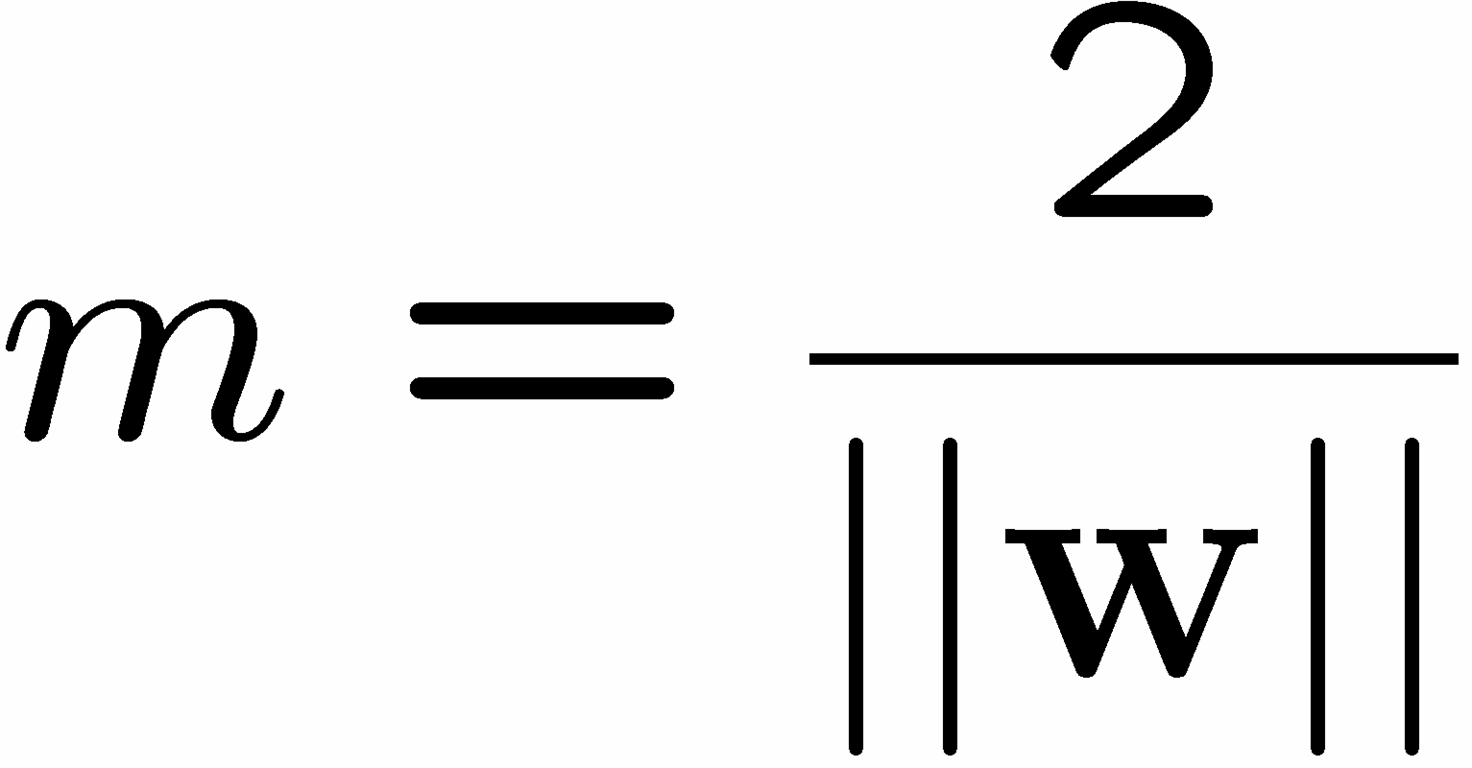 m = 2 / ||w||